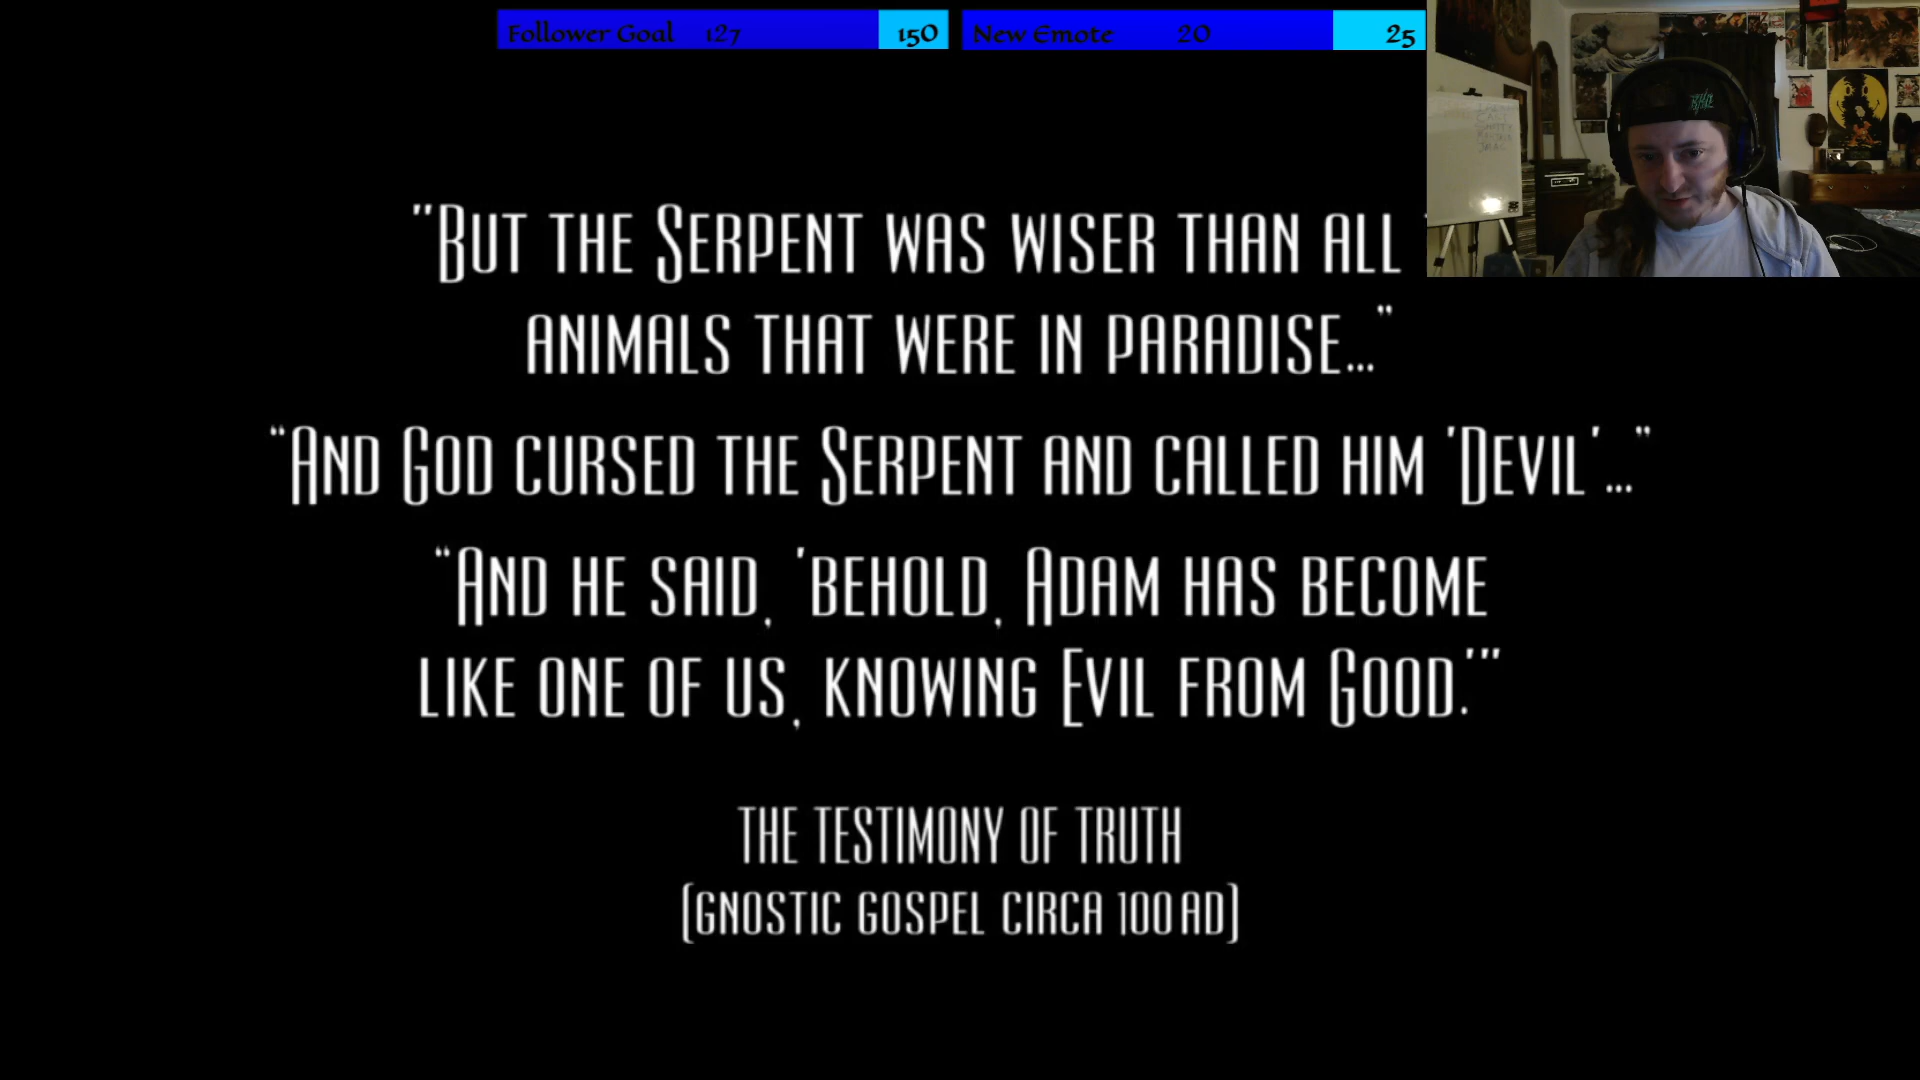 Follower Goal 127 150 New Emote 20 25
"But the Serpent was wiser than all
animals that were in paradise..."
"And God cursed the Serpent and called him 'Devil'..."
"And he said, 'behold, Adam has become
like one of us, knowing Evil from Good.'"
The Testimony of Truth
(Gnostic Gospel circa 100 AD)